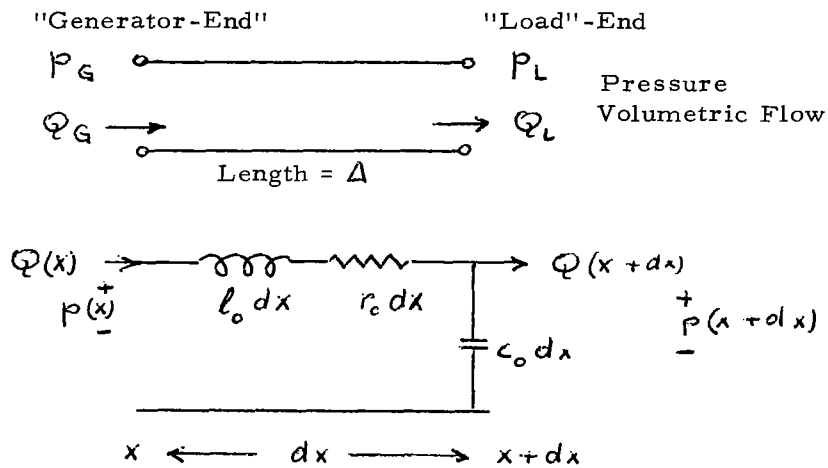 "Generator-End" "Load"-End
P_G P_L Pressure
Q_G Q_L Volumetric Flow
Length = Δ
Q(x) Q(x+dx)
+ +
p(x) l_o dx r_c dx p(x+dx)
- c_o dx -
x dx x+dx